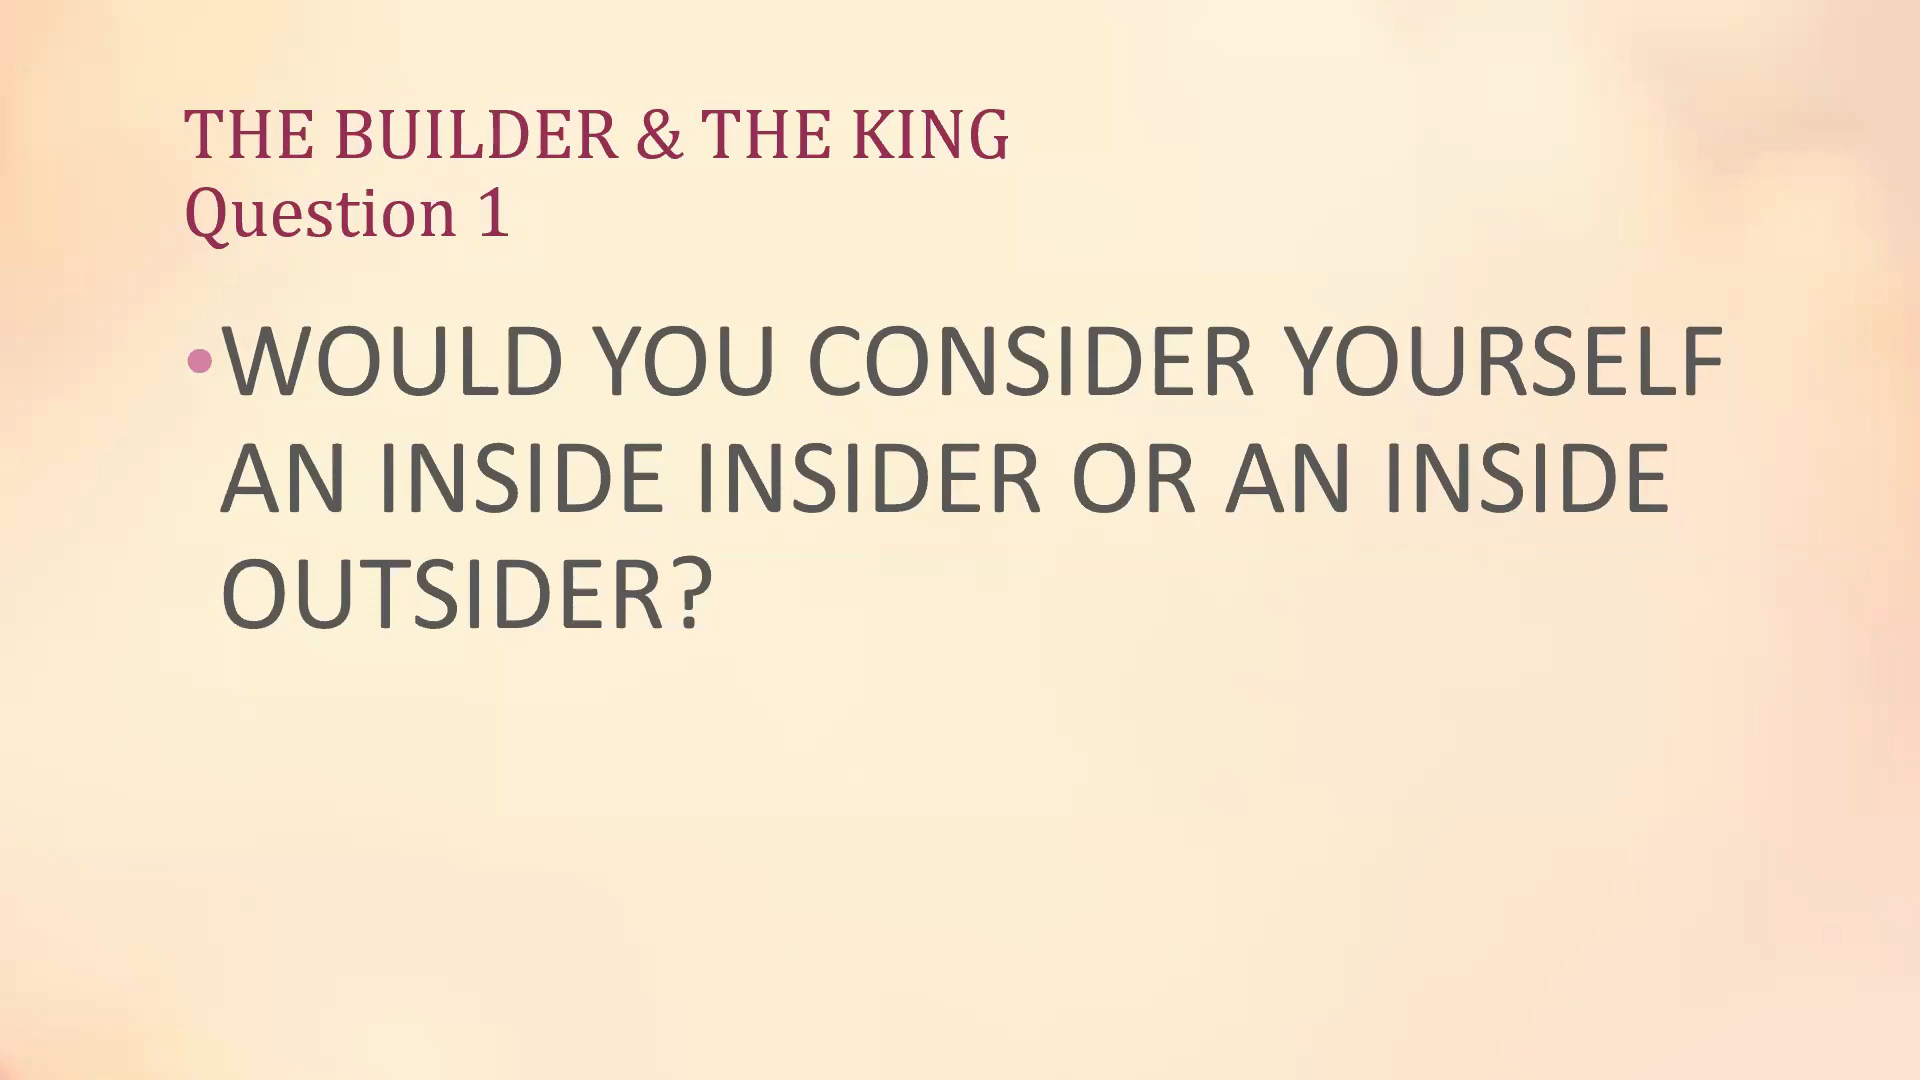 THE BUILDER & THE KING
Question 1
•WOULD YOU CONSIDER YOURSELF
AN INSIDE INSIDER OR AN INSIDE
OUTSIDER?